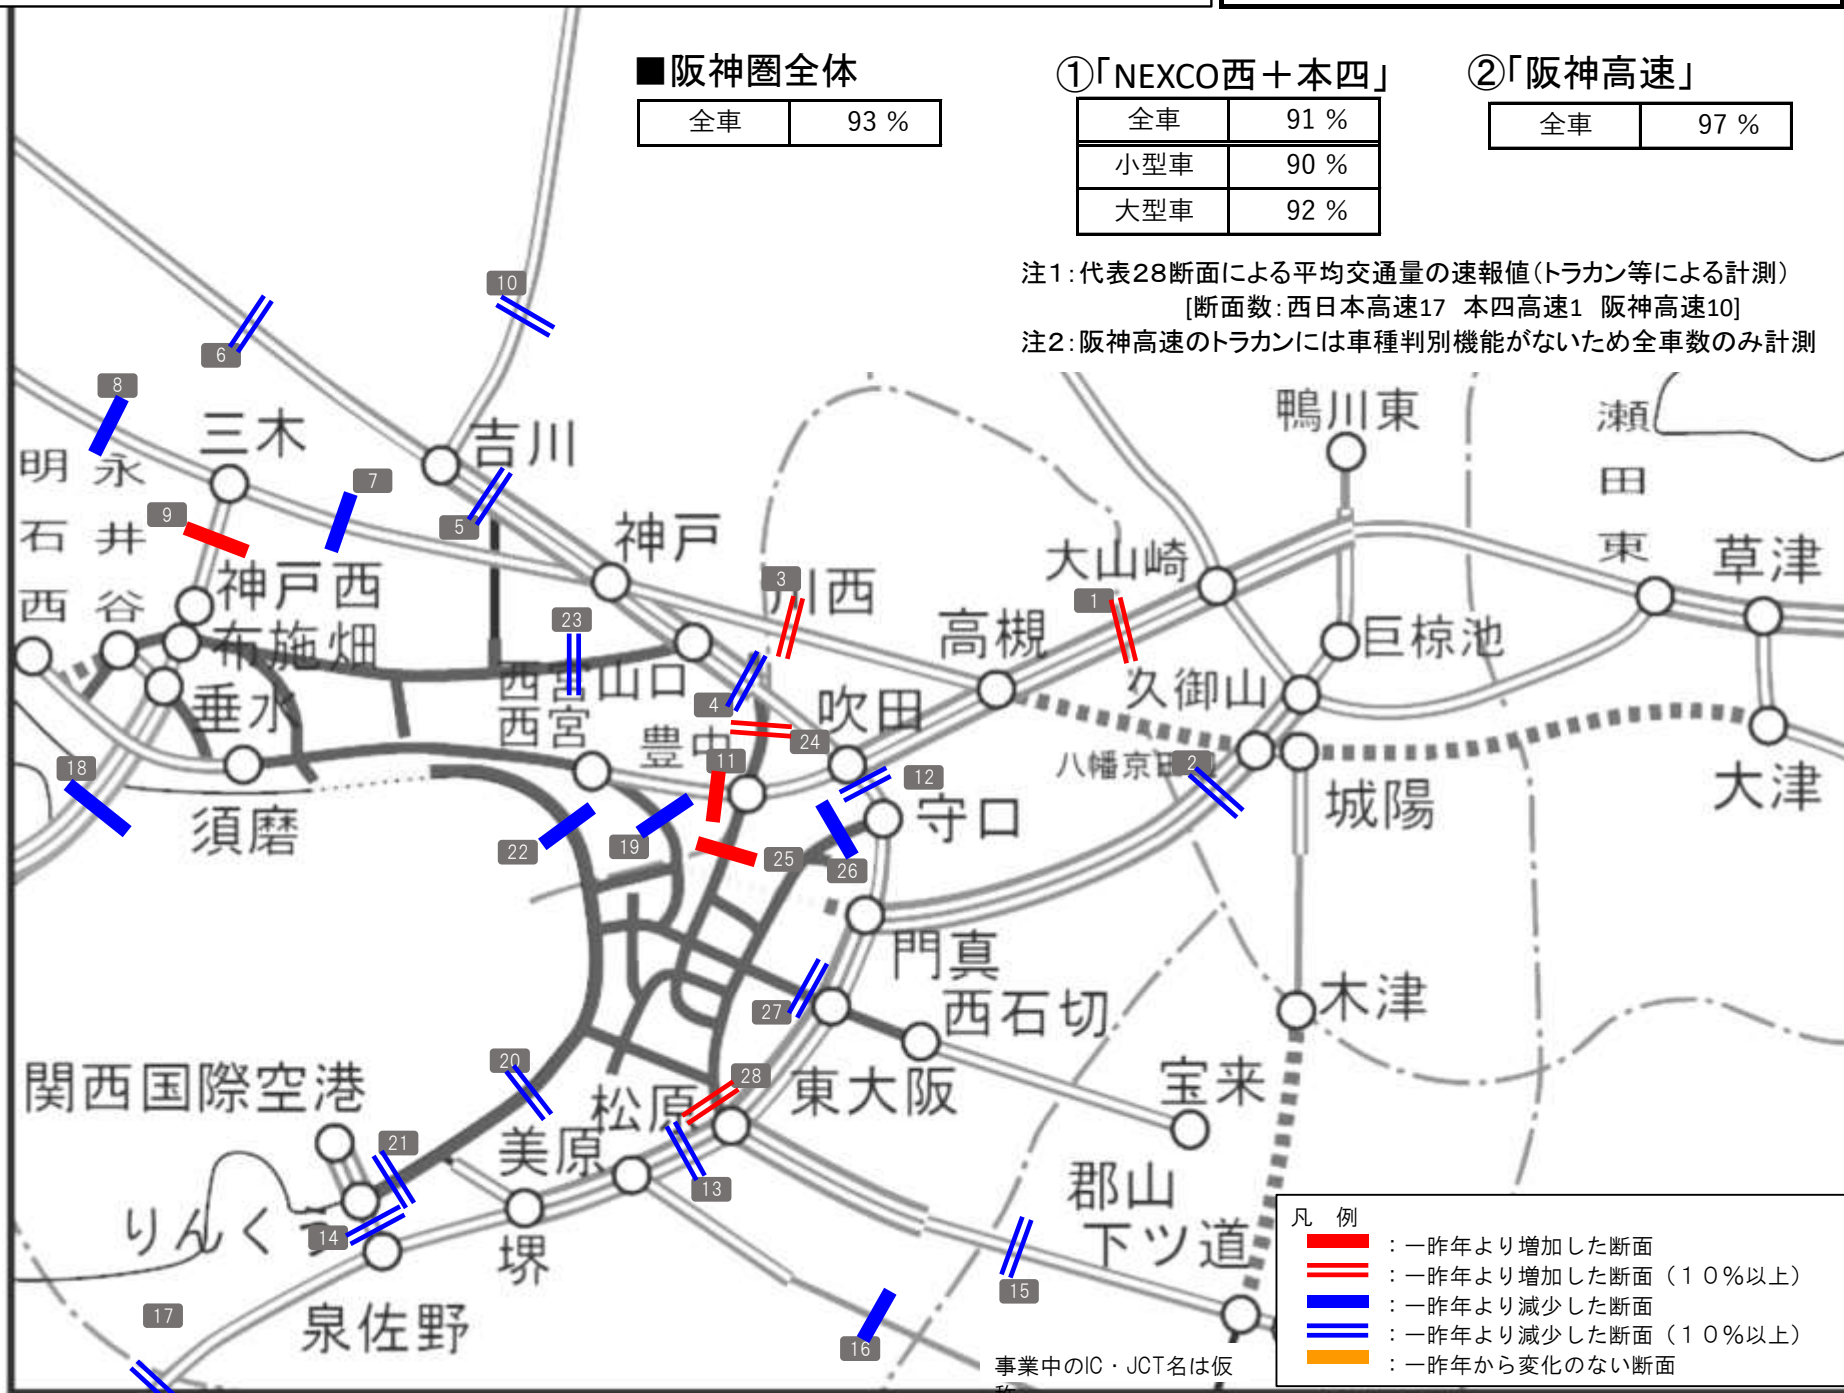 ■阪神圏全体
全車 93 %
①「NEXCO西＋本四」
全車 91 %
小型車 90 %
大型車 92 %
②「阪神高速」
全車 97 %
注１：代表２８断面による平均交通量の速報値（トラカン等による計測）
[断面数：西日本高速17 本四高速1 阪神高速10]
注２：阪神高速のトラカンには車種判別機能がないため全車数のみ計測
10
6
8
三木
吉川
鴨川東
瀬田東
明石西
永井谷
7
9
5
神戸
大山崎
草津
神戸西
3
川西
1
23
高槻
布施畑
巨椋池
西宮山口
久御山
垂水
4
吹田
西宮
豊中
24
11
八幡京田
2
18
12
大津
須磨
守口
城陽
22
19
25
26
門真
27
西石切
木津
20
関西国際空港
28
松原
東大阪
宝来
21
美原
13
郡山
りんくう
14
下ツ道
堺
15
17
泉佐野
16
事業中のIC・JCT名は仮
凡 例
：一昨年より増加した断面
：一昨年より増加した断面（１０％以上）
：一昨年より減少した断面
：一昨年より減少した断面（１０％以上）
：一昨年から変化のない断面